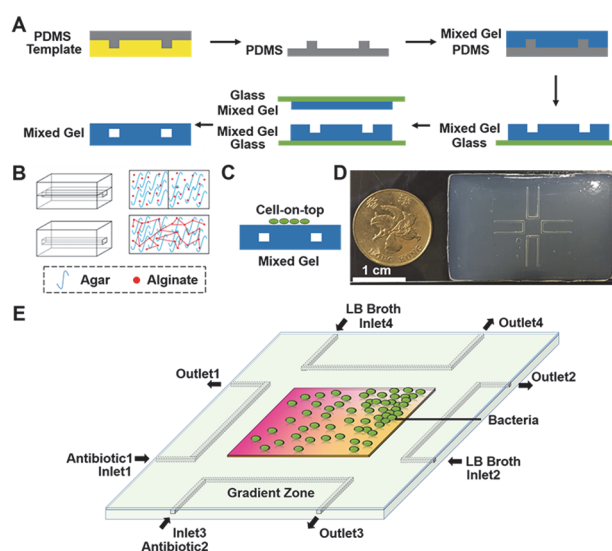 A
PDMS
Template
PDMS
Mixed Gel
PDMS
Glass
Mixed Gel
Mixed Gel
Mixed Gel
Glass
Mixed Gel
Glass
B
Agar
Alginate
C
Cell-on-top
Mixed Gel
D
1 cm
E
LB Broth
Inlet4
Outlet4
Outlet1
Outlet2
Bacteria
Antibiotic1
Inlet1
LB Broth
Inlet2
Gradient Zone
Inlet3
Antibiotic2
Outlet3